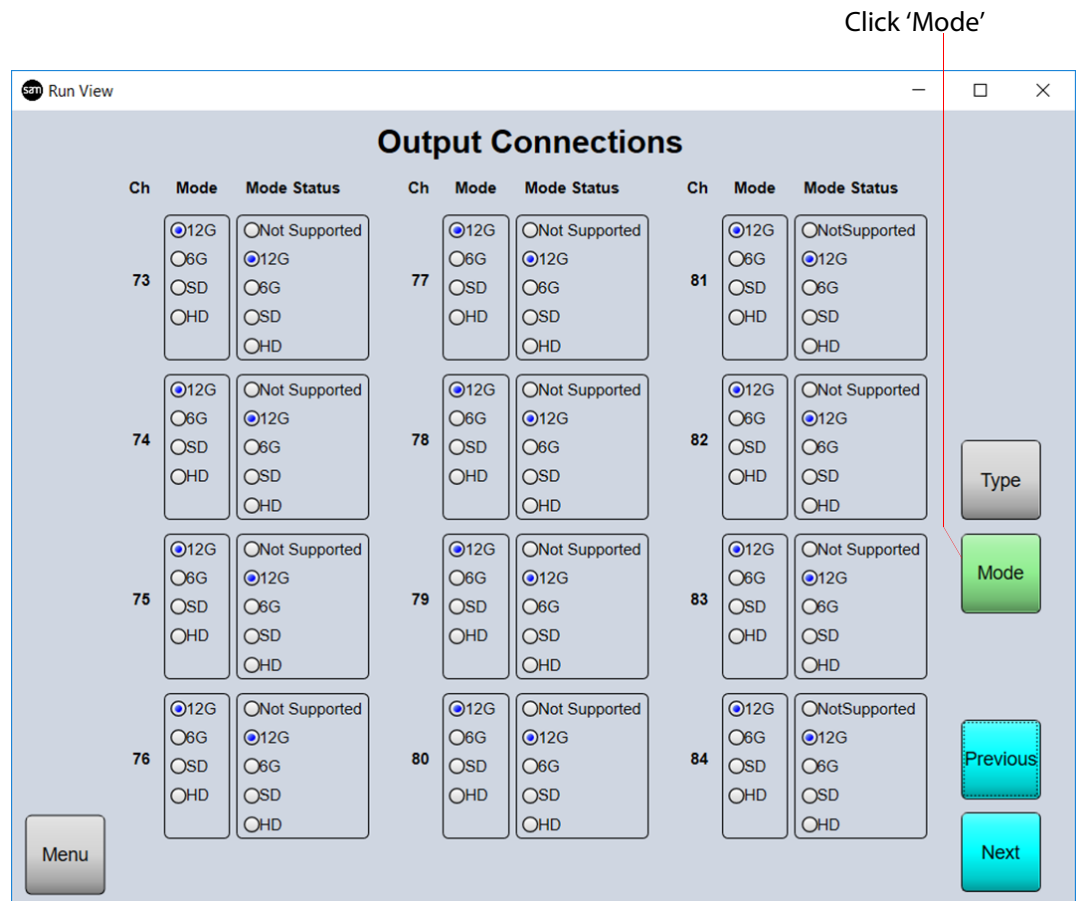 Click ‘Mode’
sam Run View
Output Connections
Ch Mode Mode Status Ch Mode Mode Status Ch Mode Mode Status
12G Not Supported 12G Not Supported 12G NotSupported
6G 12G 6G 12G 6G 12G
73 SD 6G 77 SD 6G 81 SD 6G
HD SD HD SD HD SD
HD HD HD
12G Not Supported 12G Not Supported 12G Not Supported
6G 12G 6G 12G 6G 12G
74 SD 6G 78 SD 6G 82 SD 6G
HD SD HD SD HD SD
HD HD HD
Type
12G Not Supported 12G Not Supported 12G Not Supported
6G 12G 6G 12G 6G 12G
Mode
75 SD 6G 79 SD 6G 83 SD 6G
HD SD HD SD HD SD
HD HD HD
12G Not Supported 12G Not Supported 12G NotSupported
6G 12G 6G 12G 6G 12G
76 SD 6G 80 SD 6G 84 SD 6G
Previous
HD SD HD SD HD SD
HD HD HD
Menu
Next